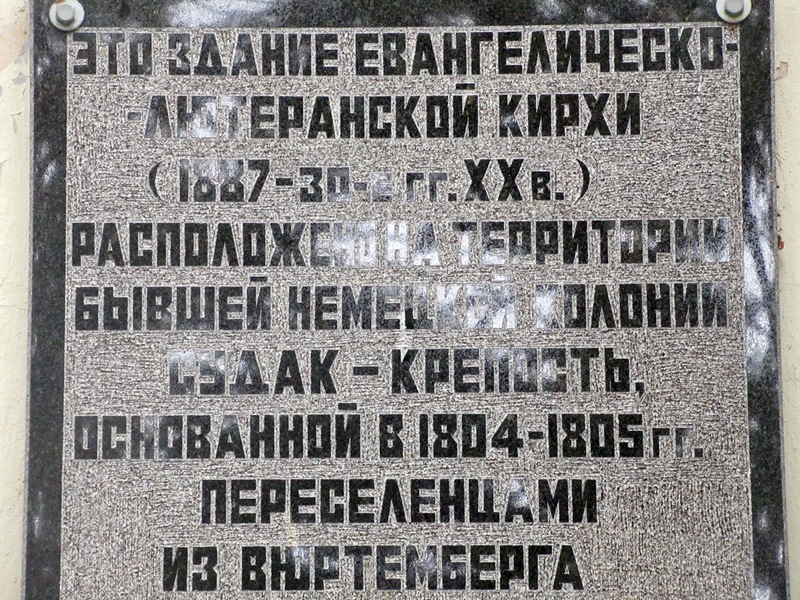 ЭТО ЗДАНИЕ ЕВАНГЕЛИЧЕСКО-
-ЛЮТЕРАНСКОЙ КИРХИ
(1887-30-е гг. XX в.)
РАСПОЛОЖЕНО НА ТЕРРИТОРИИ
БЫВШЕЙ НЕМЕЦКОЙ КОЛОНИИ
СУДАК – КРЕПОСТЬ,
ОСНОВАННОЙ В 1804-1805 гг.
ПЕРЕСЕЛЕНЦАМИ
ИЗ ВЮРТЕМБЕРГА